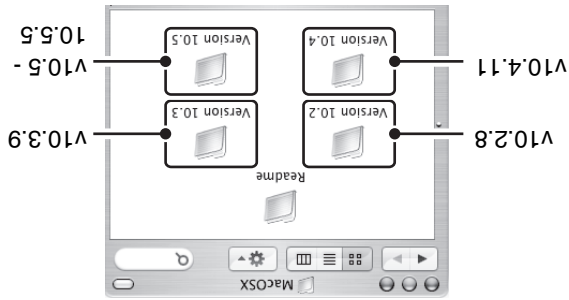 MacOSX
Readme
v10.2.8
Version 10.2
Version 10.3
v10.3.9
v10.4.11
Version 10.4
Version 10.5
v10.5 -
10.5.5